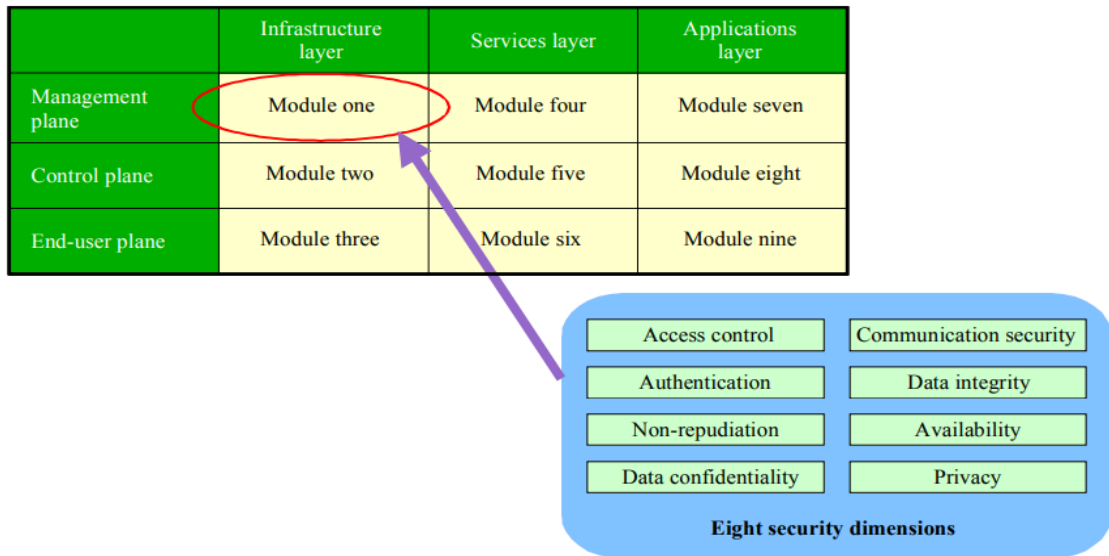 Infrastructure
layer
Services layer
Applications
layer
Management
plane
Module one
Module four
Module seven
Control plane
Module two
Module five
Module eight
End-user plane
Module three
Module six
Module nine
Access control
Communication security
Authentication
Data integrity
Non-repudiation
Availability
Data confidentiality
Privacy
Eight security dimensions